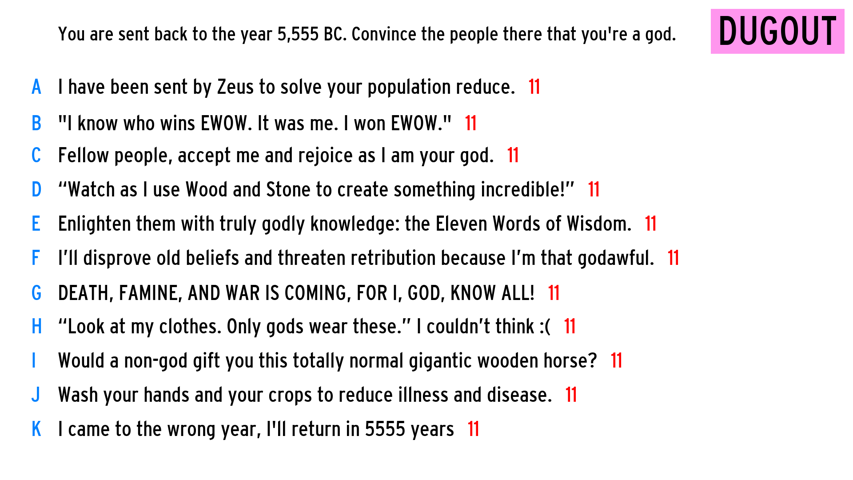 You are sent back to the year 5,555 BC. Convince the people there that you're a god.
DUGOUT
A I have been sent by Zeus to solve your population reduce. 11
B "I know who wins EWOW. It was me. I won EWOW." 11
C Fellow people, accept me and rejoice as I am your god. 11
D “Watch as I use Wood and Stone to create something incredible!” 11
E Enlighten them with truly godly knowledge: the Eleven Words of Wisdom. 11
F I’ll disprove old beliefs and threaten retribution because I’m that godawful. 11
G DEATH, FAMINE, AND WAR IS COMING, FOR I, GOD, KNOW ALL! 11
H “Look at my clothes. Only gods wear these.” I couldn’t think :( 11
I Would a non-god gift you this totally normal gigantic wooden horse? 11
J Wash your hands and your crops to reduce illness and disease. 11
K I came to the wrong year, I'll return in 5555 years 11